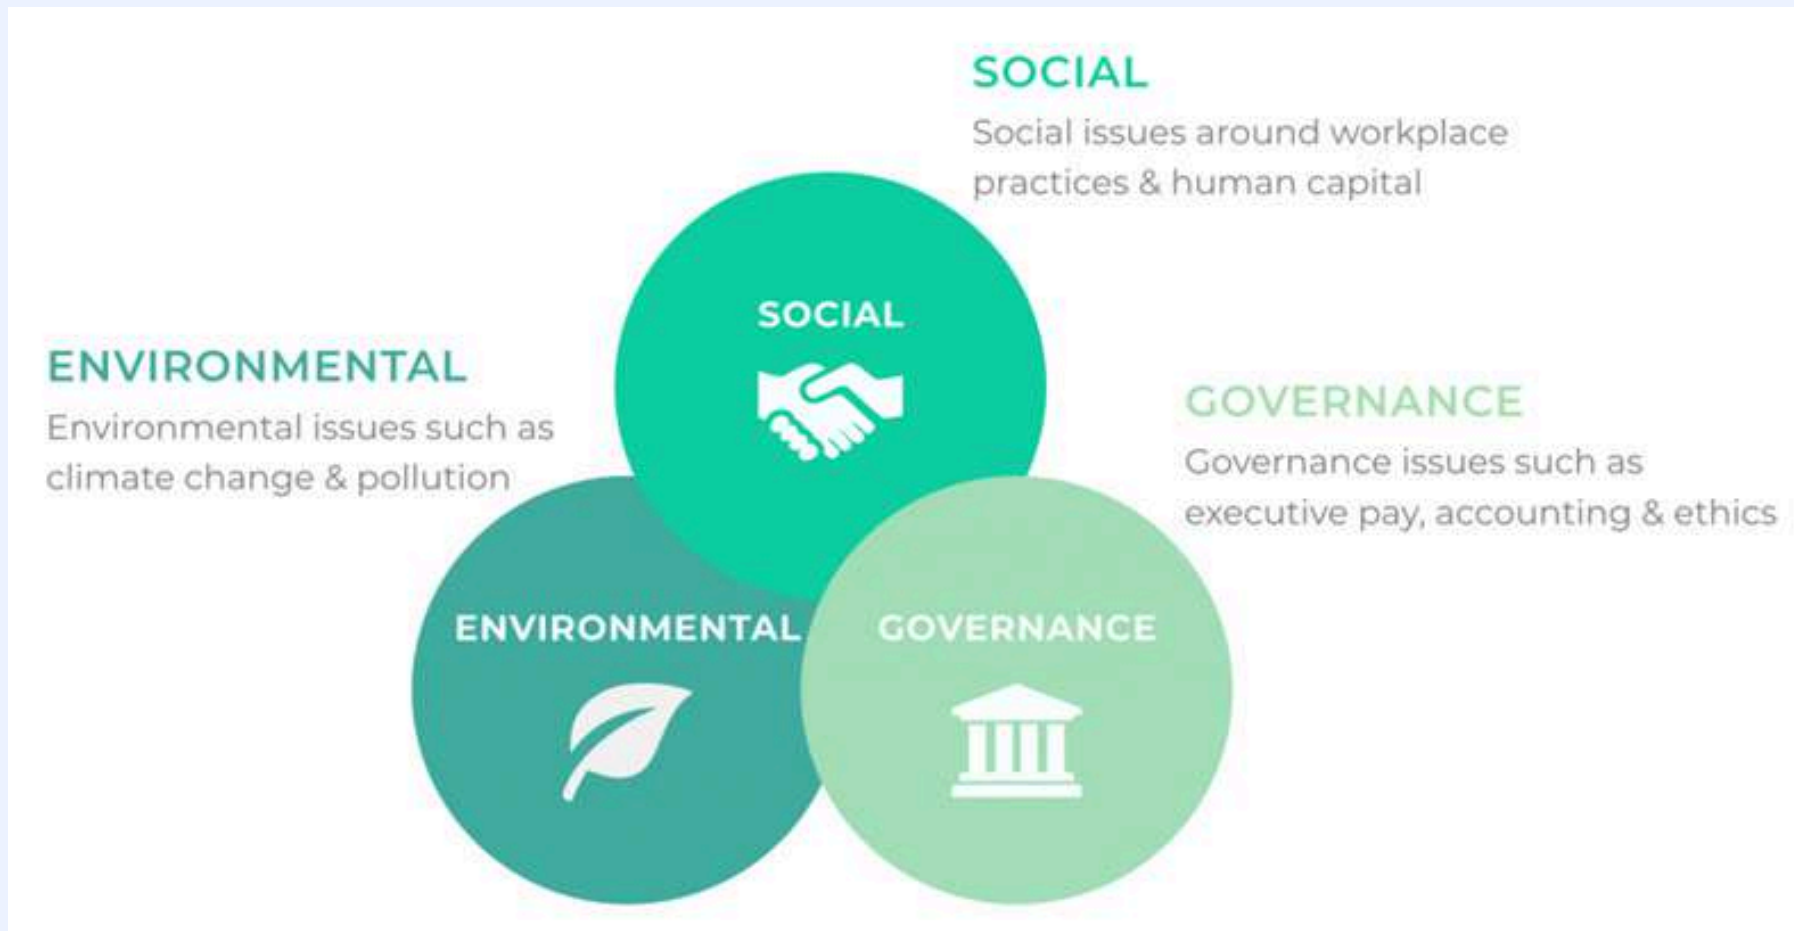 SOCIAL
Social issues around workplace
practices & human capital
SOCIAL
ENVIRONMENTAL
Environmental issues such as
climate change & pollution
GOVERNANCE
Governance issues such as
executive pay, accounting & ethics
ENVIRONMENTAL
GOVERNANCE